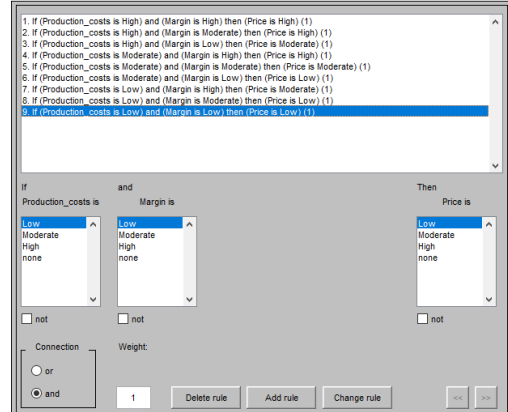 1. If (Production_costs is High) and (Margin is High) then (Price is High) (1)
2. If (Production_costs is High) and (Margin is Moderate) then (Price is High) (1)
3. If (Production_costs is High) and (Margin is Low) then (Price is Moderate) (1)
4. If (Production_costs is Moderate) and (Margin is High) then (Price is High) (1)
5. If (Production_costs is Moderate) and (Margin is Moderate) then (Price is Moderate) (1)
6. If (Production_costs is Moderate) and (Margin is Low) then (Price is Low) (1)
7. If (Production_costs is Low) and (Margin is High) then (Price is Moderate) (1)
8. If (Production_costs is Low) and (Margin is Moderate) then (Price is Low) (1)
9. If (Production_costs is Low) and (Margin is Low) then (Price is Low) (1)
If and Then
Production_costs is Margin is Price is
Low Low Low
Moderate Moderate Moderate
High High High
none none none
not not not
Connection Weight:
or
and 1 Delete rule Add rule Change rule << >>